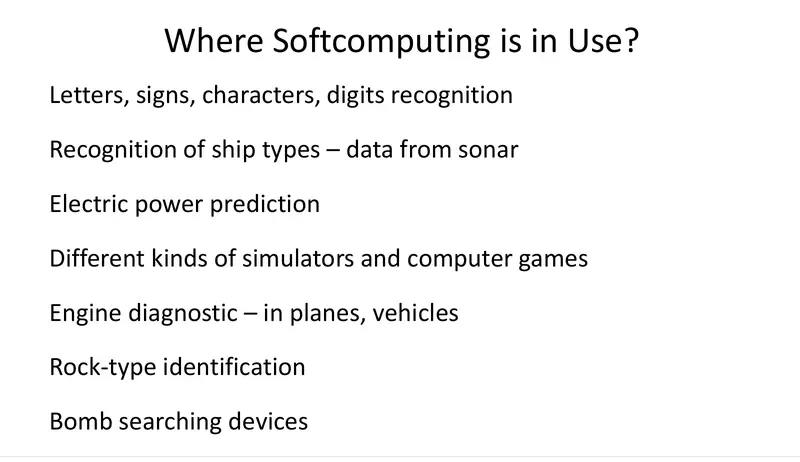 Where Softcomputing is in Use?
Letters, signs, characters, digits recognition
Recognition of ship types – data from sonar
Electric power prediction
Different kinds of simulators and computer games
Engine diagnostic – in planes, vehicles
Rock-type identification
Bomb searching devices